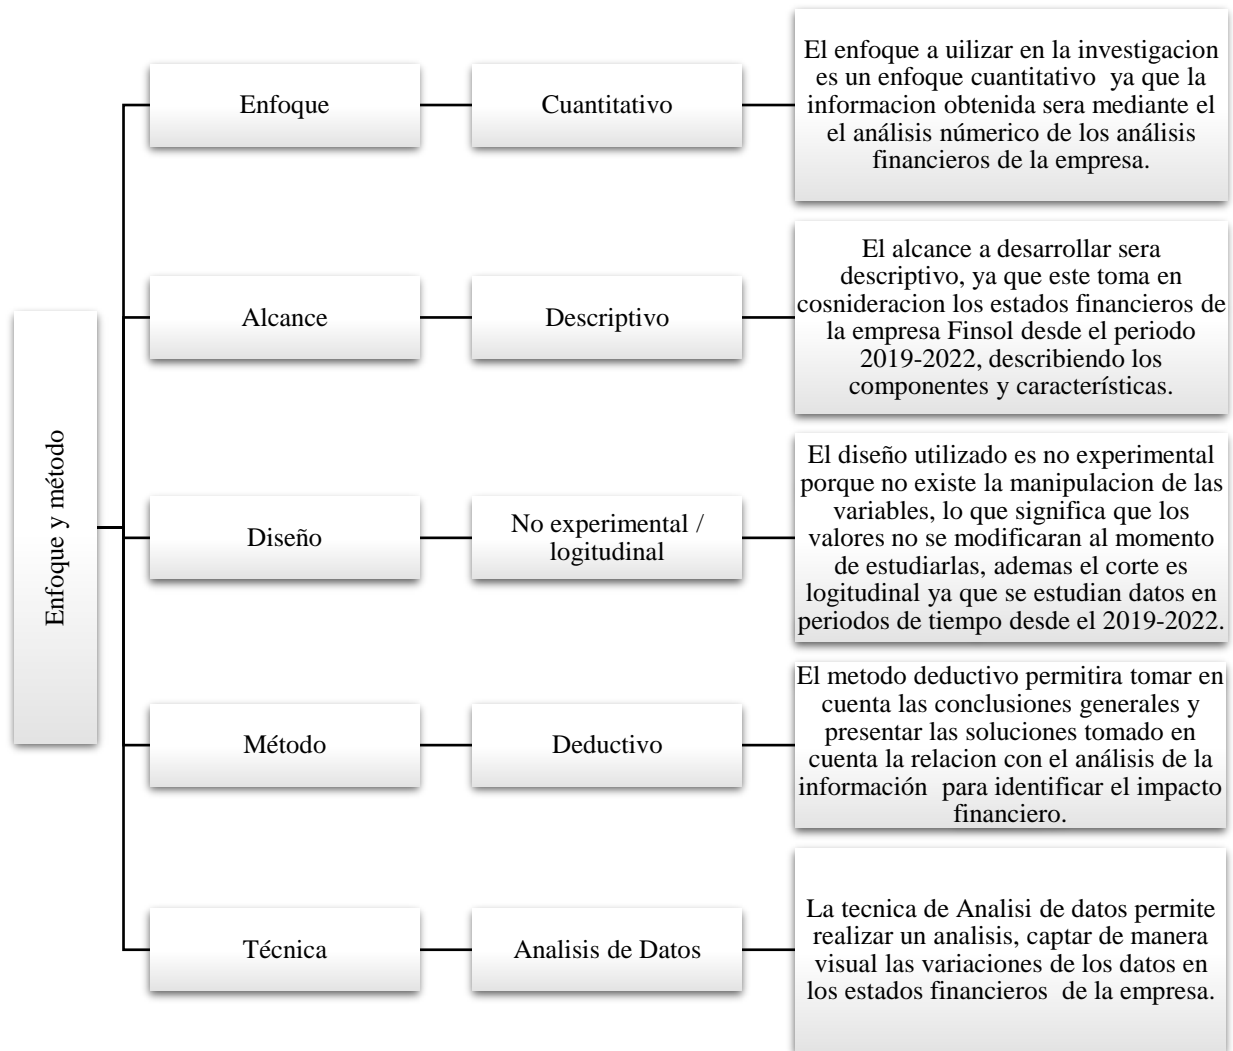 Enfoque y método
Enfoque
Cuantitativo
El enfoque a uilizar en la investigacion
es un enfoque cuantitativo ya que la
informacion obtenida sera mediante el
el análisis númerico de los análisis
financieros de la empresa.
Alcance
Descriptivo
El alcance a desarrollar sera
descriptivo, ya que este toma en
cosnideracion los estados financieros de
la empresa Finsol desde el periodo
2019-2022, describiendo los
componentes y característicás.
Diseño
No experimental /
logitudinal
El diseño utilizado es no experimental
porque no existe la manipulacion de las
variables, lo que significa que los
valores no se modificaran al momento
de estudiarlas, ademas el corte es
logitudinal ya que se estudian datos en
periodos de tiempo desde el 2019-2022.
Método
Deductivo
El metodo deductivo permitira tomar en
cuenta las conclusiones generales y
presentar las soluciones tomado en
cuenta la relacion con el análisis de la
información para identificar el impacto
financiero.
Técnica
Analisis de Datos
La tecnica de Analisi de datos permite
realizar un analisis, captar de manera
visual las variaciones de los datos en
los estados financieros de la empresa.